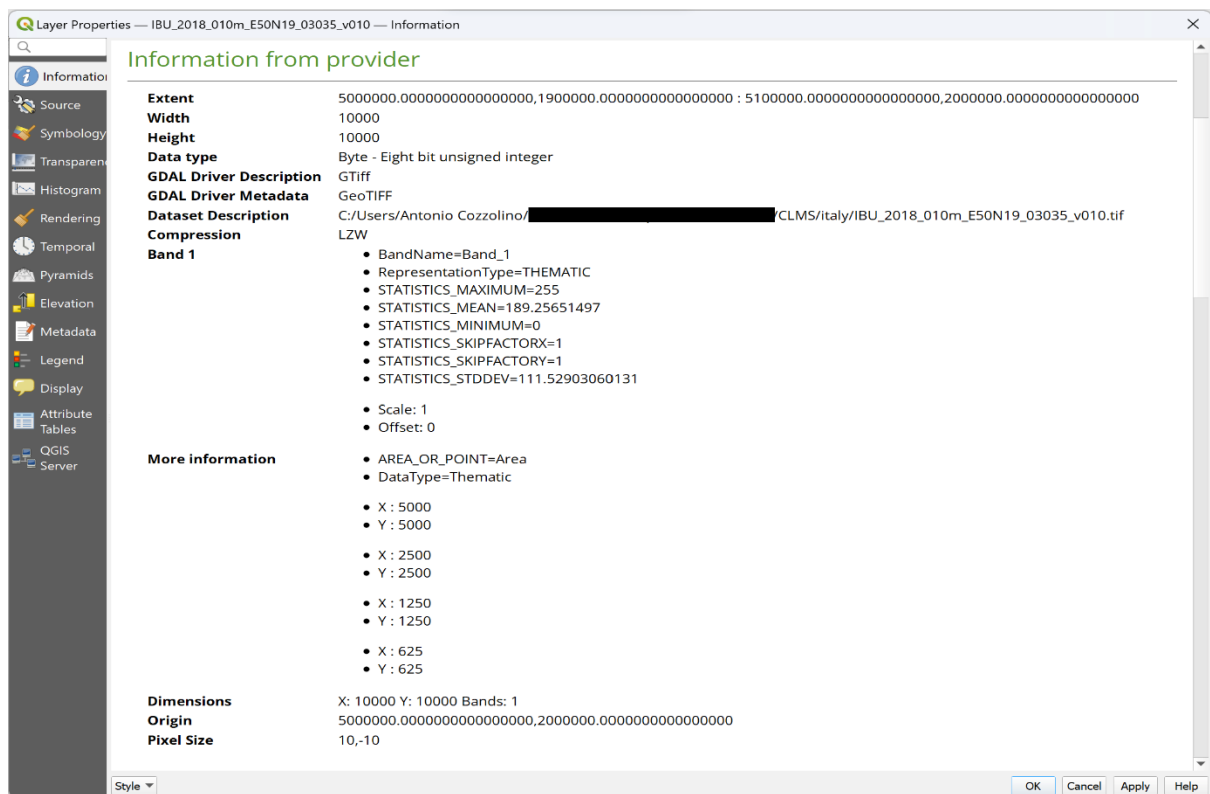 Layer Properties — IBU_2018_010m_E50N19_03035_v010 — Information
Information from provider
Information
Source
Symbology
Transparen
Histogram
Rendering
Temporal
Pyramids
Elevation
Metadata
Legend
Display
Attribute
Tables
QGIS
Server
Extent 5000000.0000000000000000,1900000.0000000000000000 : 5100000.0000000000000000,2000000.0000000000000000
Width 10000
Height 10000
Data type Byte - Eight bit unsigned integer
GDAL Driver Description GTiff
GDAL Driver Metadata GeoTIFF
Dataset Description C:/Users/Antonio Cozzolino/ /CLMS/italy/IBU_2018_010m_E50N19_03035_v010.tif
Compression LZW
Band 1 • BandName=Band_1
• RepresentationType=THEMATIC
• STATISTICS_MAXIMUM=255
• STATISTICS_MEAN=189.25651497
• STATISTICS_MINIMUM=0
• STATISTICS_SKIPFACTORX=1
• STATISTICS_SKIPFACTORY=1
• STATISTICS_STDDEV=111.52903060131
• Scale: 1
• Offset: 0
More information • AREA_OR_POINT=Area
• DataType=Thematic
• X : 5000
• Y : 5000
• X : 2500
• Y : 2500
• X : 1250
• Y : 1250
• X : 625
• Y : 625
Dimensions X: 10000 Y: 10000 Bands: 1
Origin 5000000.0000000000000000,2000000.0000000000000000
Pixel Size 10,-10
Style OK Cancel Apply Help